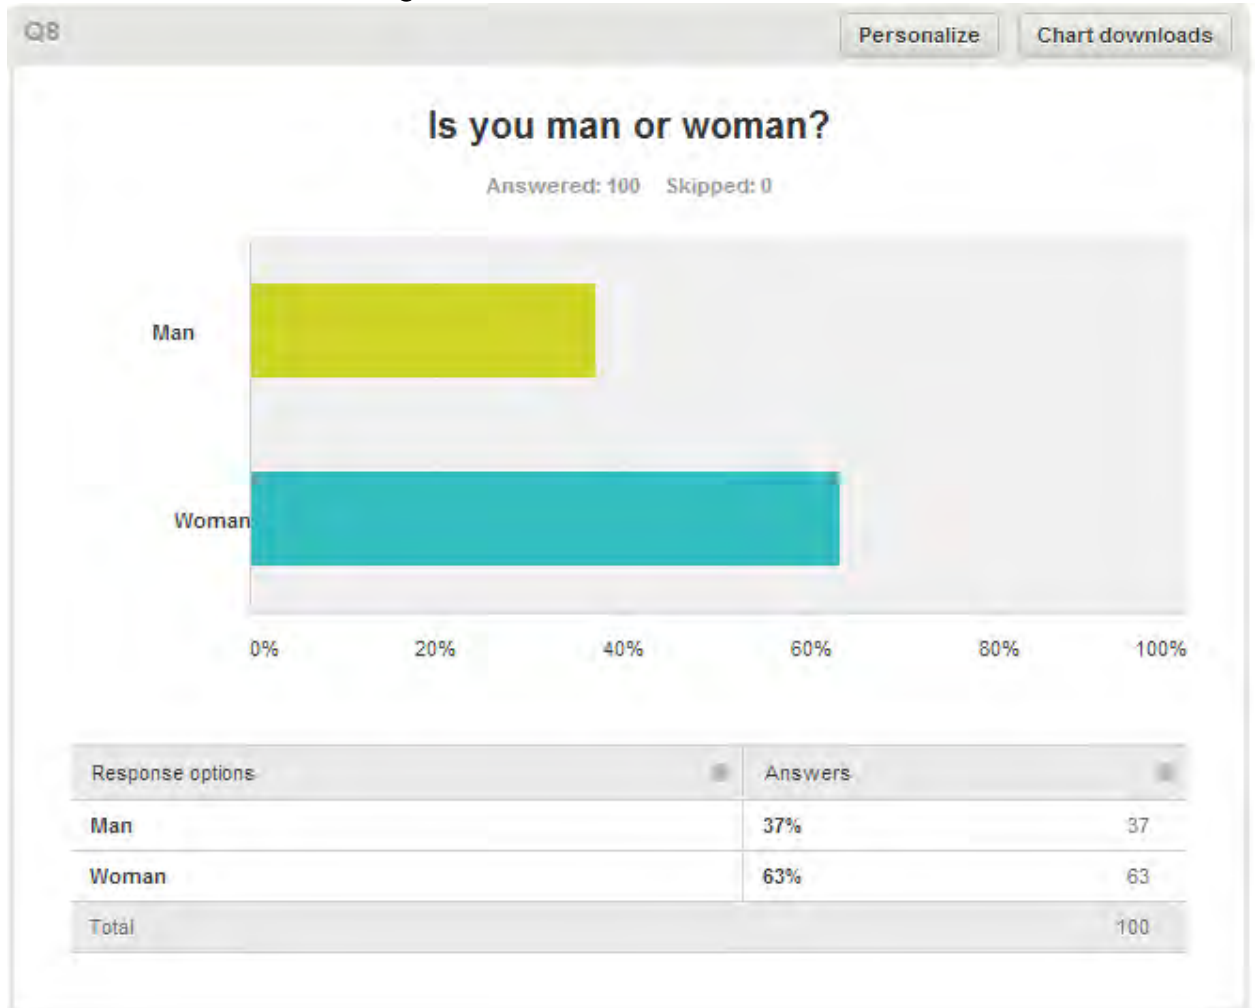 Q8 Personalize Chart downloads
Is you man or woman?
Answered: 100 Skipped: 0
Man
Woman
0% 20% 40% 60% 80% 100%
Response options Answers
Man 37% 37
Woman 63% 63
Total 100